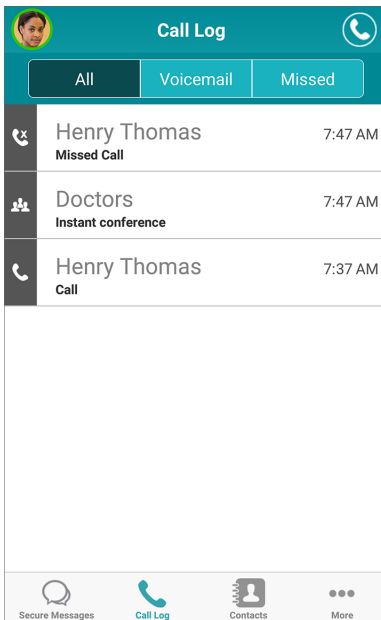 Call Log
All Voicemail Missed
Henry Thomas 7:47 AM
Missed Call
Doctors 7:47 AM
Instant conference
Henry Thomas 7:37 AM
Call
Secure Messages Call Log Contacts More